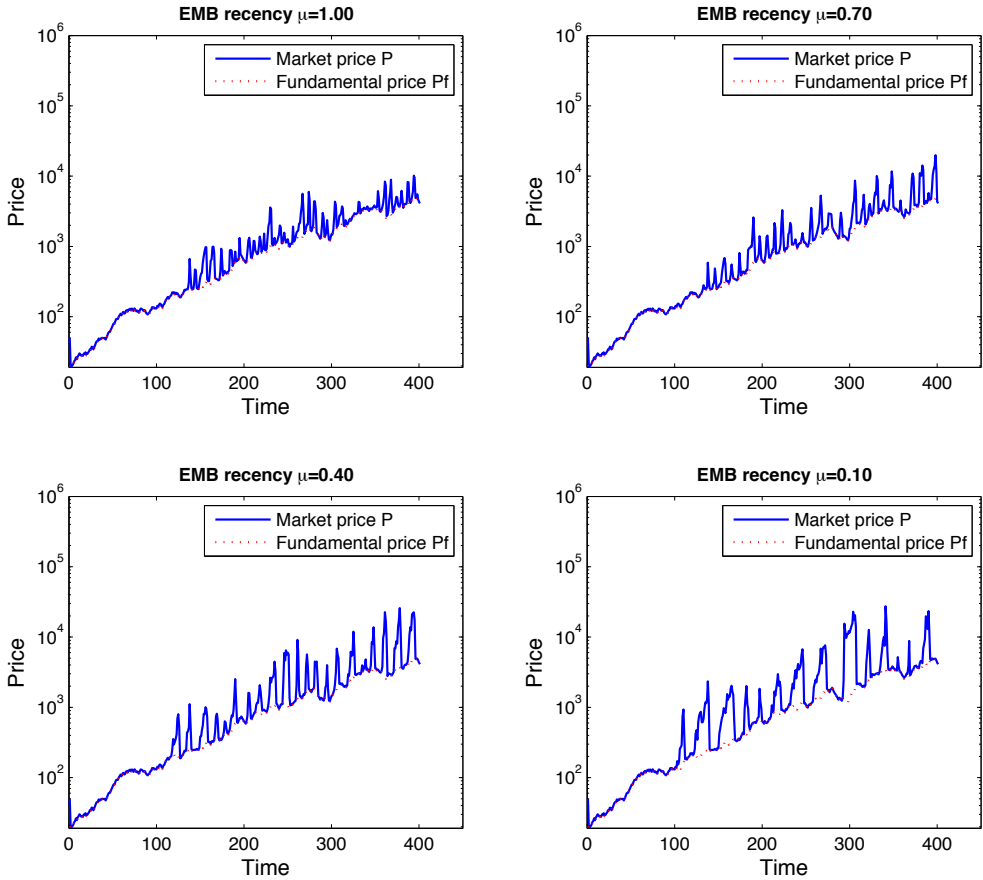 EMB recency μ=1.00
10^6
10^5
10^4
10^3
10^2
Price
Market price P
Fundamental price Pf
0 100 200 300 400
Time
EMB recency μ=0.70
10^6
10^5
10^4
10^3
10^2
Price
Market price P
Fundamental price Pf
0 100 200 300 400
Time
EMB recency μ=0.40
10^6
10^5
10^4
10^3
10^2
Price
Market price P
Fundamental price Pf
0 100 200 300 400
Time
EMB recency μ=0.10
10^6
10^5
10^4
10^3
10^2
Price
Market price P
Fundamental price Pf
0 100 200 300 400
Time